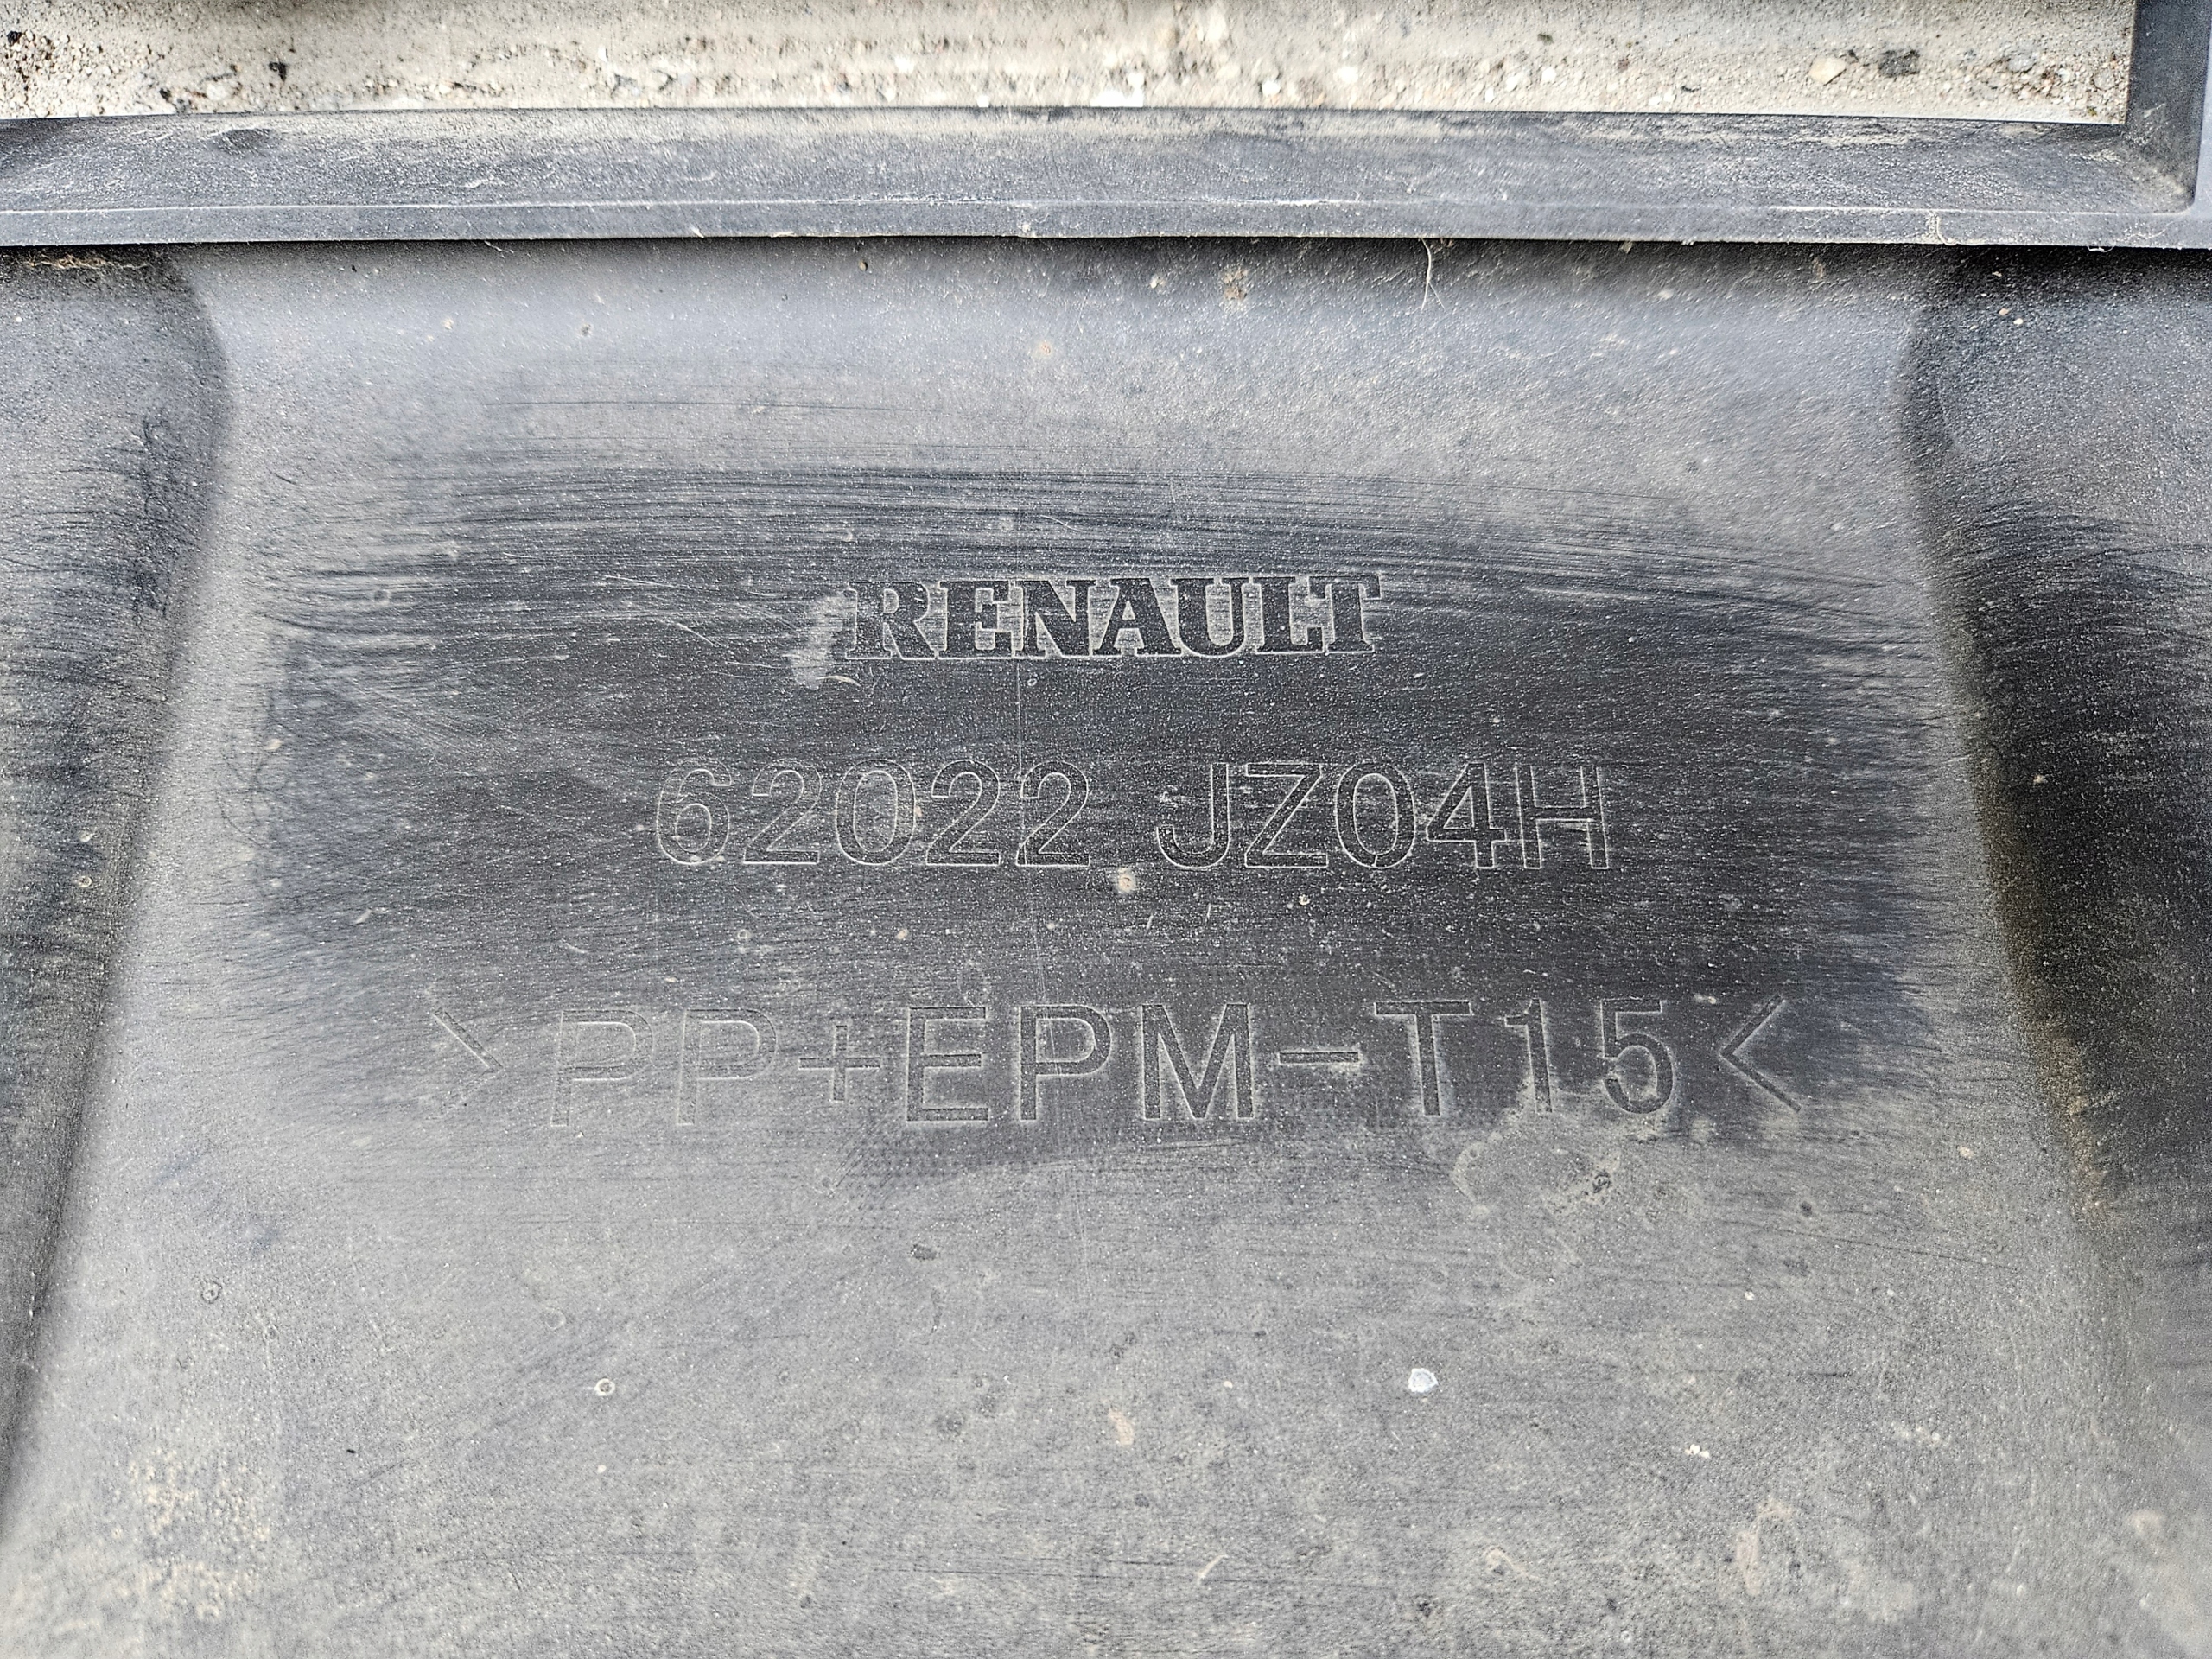 RENAULT
62022 JZ04H
>PP+EPM-T15<